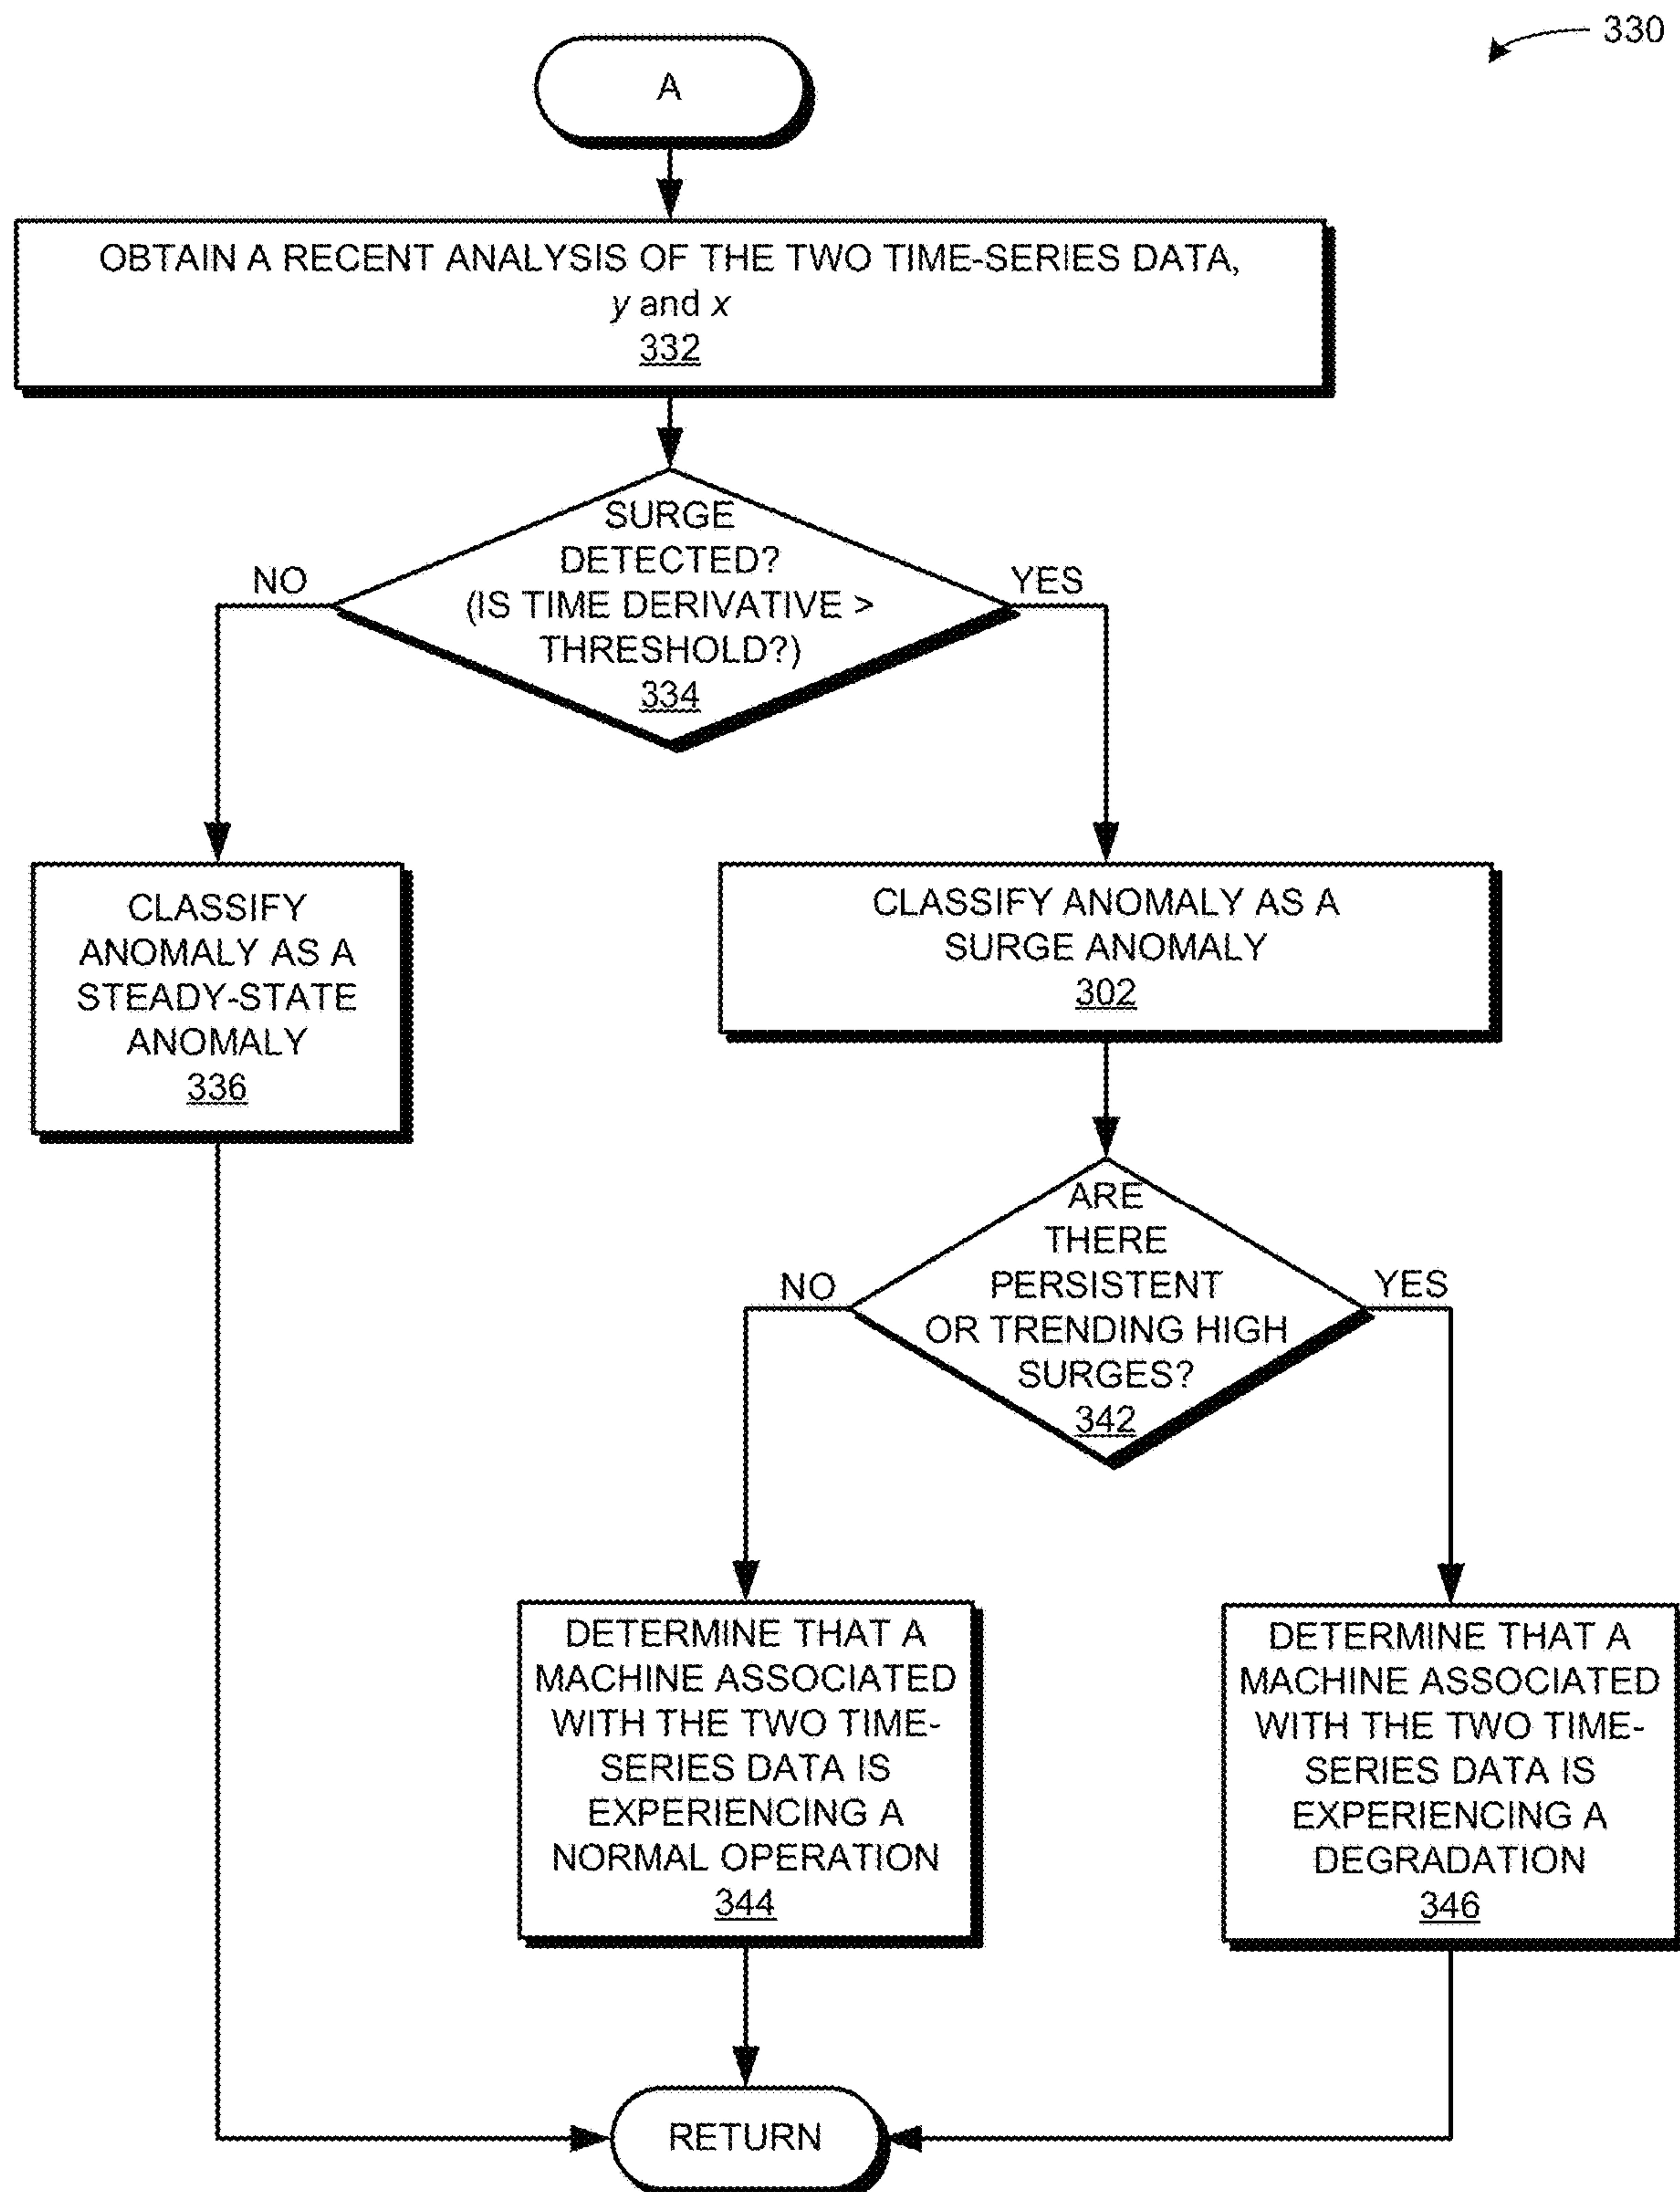 330
A
OBTAIN A RECENT ANALYSIS OF THE TWO TIME-SERIES DATA,
y and x
332
SURGE
DETECTED?
(IS TIME DERIVATIVE >
THRESHOLD?)
334
NO
YES
CLASSIFY
ANOMALY AS A
STEADY-STATE
ANOMALY
336
CLASSIFY ANOMALY AS A
SURGE ANOMALY
302
ARE
THERE
PERSISTENT
OR TRENDING HIGH
SURGES?
342
NO
YES
DETERMINE THAT A
MACHINE ASSOCIATED
WITH THE TWO TIME-
SERIES DATA IS
EXPERIENCING A
NORMAL OPERATION
344
DETERMINE THAT A
MACHINE ASSOCIATED
WITH THE TWO TIME-
SERIES DATA IS
EXPERIENCING A
DEGRADATION
346
RETURN